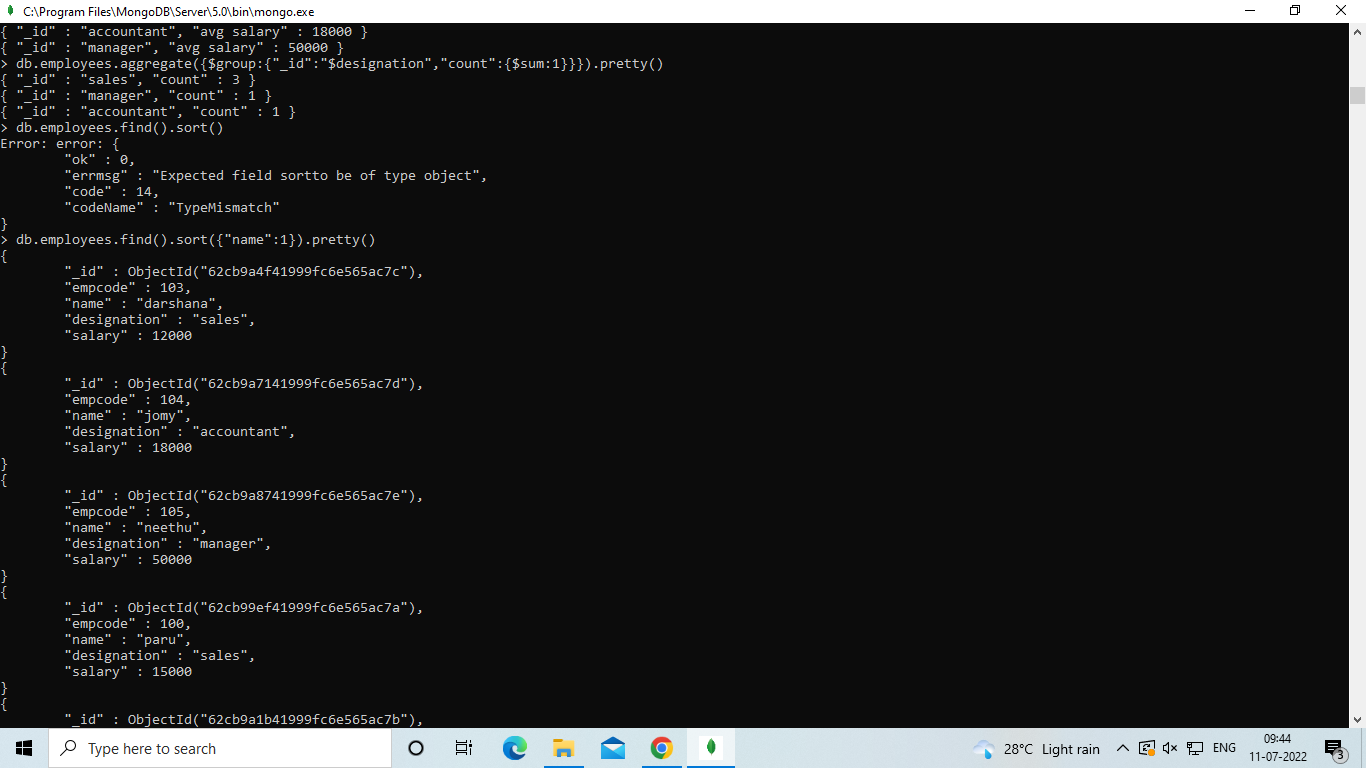 C:\Program Files\MongoDB\Server\5.0\bin\mongo.exe
{ "_id" : "accountant", "avg salary" : 18000 }
{ "_id" : "manager", "avg salary" : 50000 }
> db.employees.aggregate({$group:{"_id":"$designation","count":{$sum:1}}}).pretty()
{ "_id" : "sales", "count" : 3 }
{ "_id" : "manager", "count" : 1 }
{ "_id" : "accountant", "count" : 1 }
> db.employees.find().sort()
Error: error: {
"ok" : 0,
"errmsg" : "Expected field sortto be of type object",
"code" : 14,
"codeName" : "TypeMismatch"
}
> db.employees.find().sort({"name":1}).pretty()
{
"_id" : ObjectId("62cb9a4f41999fc6e565ac7c"),
"empcode" : 103,
"name" : "darshana",
"designation" : "sales",
"salary" : 12000
}
{
"_id" : ObjectId("62cb9a7141999fc6e565ac7d"),
"empcode" : 104,
"name" : "jomy",
"designation" : "accountant",
"salary" : 18000
}
{
"_id" : ObjectId("62cb9a8741999fc6e565ac7e"),
"empcode" : 105,
"name" : "neethu",
"designation" : "manager",
"salary" : 50000
}
{
"_id" : ObjectId("62cb99ef41999fc6e565ac7a"),
"empcode" : 100,
"name" : "paru",
"designation" : "sales",
"salary" : 15000
}
{
"_id" : ObjectId("62cb9a1b41999fc6e565ac7b"),
Type here to search
28°C Light rain
ENG
09:44
11-07-2022
3